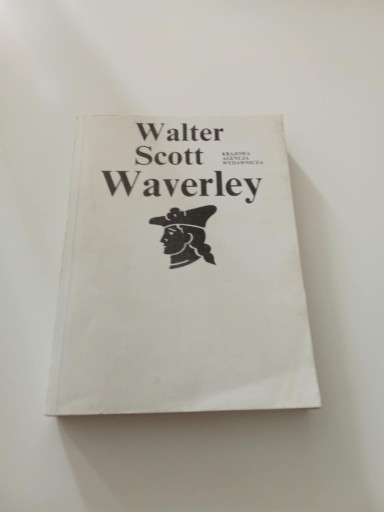 Walter
Scott
KRAJOWA
AGENCJA
WYDAWNICZA
Waverley